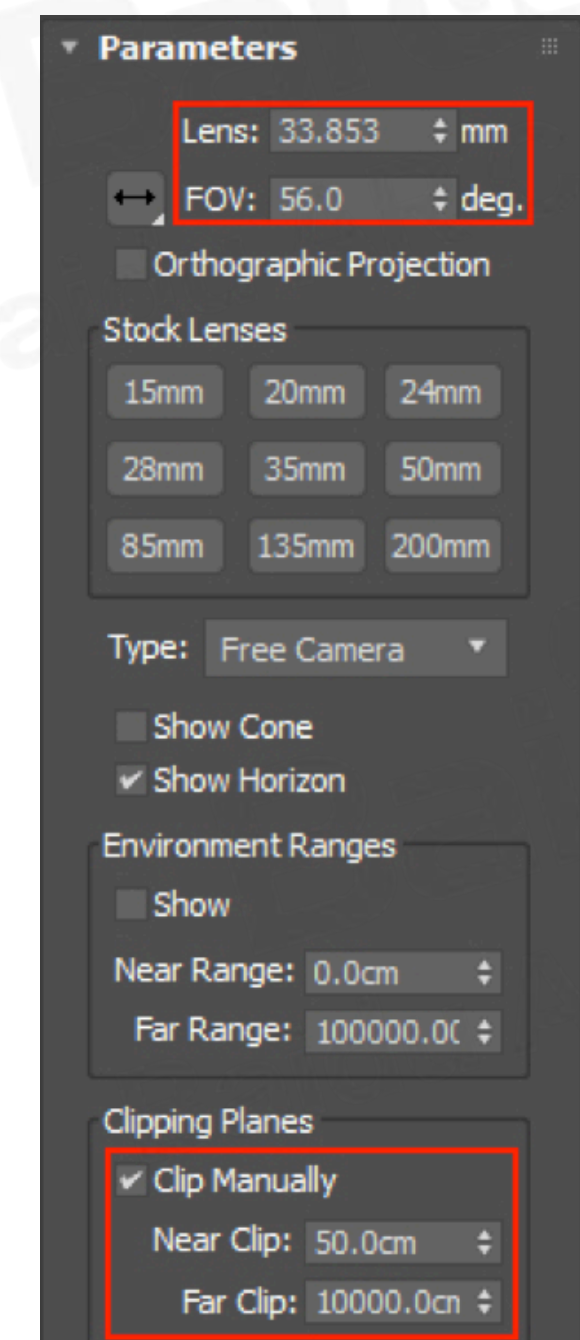 Parameters
Lens: 33.853 mm
FOV: 56.0 deg.
Orthographic Projection
Stock Lenses
15mm 20mm 24mm
28mm 35mm 50mm
85mm 135mm 200mm
Type: Free Camera
Show Cone
Show Horizon
Environment Ranges
Show
Near Range: 0.0cm
Far Range: 100000.0(
Clipping Planes
Clip Manually
Near Clip: 50.0cm
Far Clip: 10000.0cn